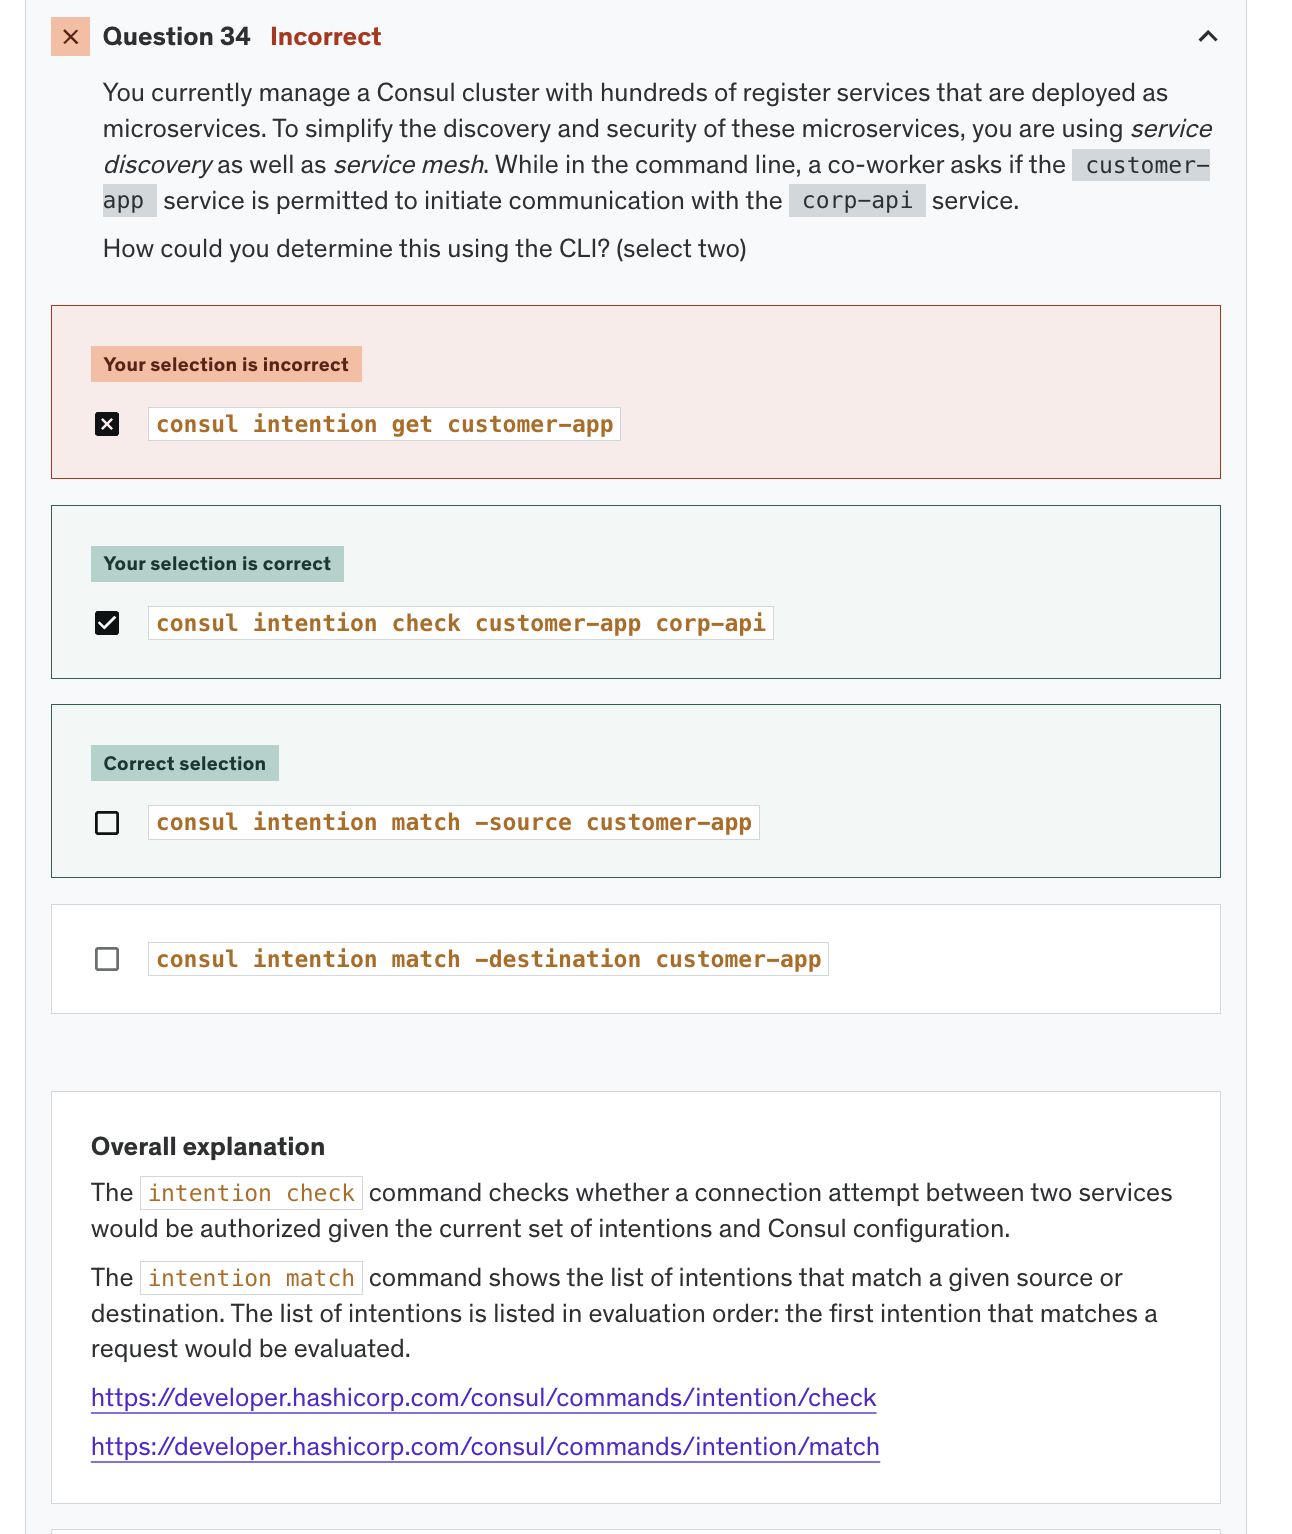 Question 34 Incorrect
You currently manage a Consul cluster with hundreds of register services that are deployed as
microservices. To simplify the discovery and security of these microservices, you are using service
discovery as well as service mesh. While in the command line, a co-worker asks if the customer-
app service is permitted to initiate communication with the corp-api service.
How could you determine this using the CLI? (select two)
Your selection is incorrect
consul intention get customer-app
Your selection is correct
consul intention check customer-app corp-api
Correct selection
consul intention match -source customer-app
consul intention match -destination customer-app
Overall explanation
The intention check command checks whether a connection attempt between two services
would be authorized given the current set of intentions and Consul configuration.
The intention match command shows the list of intentions that match a given source or
destination. The list of intentions is listed in evaluation order: the first intention that matches a
request would be evaluated.
https://developer.hashicorp.com/consul/commands/intention/check
https://developer.hashicorp.com/consul/commands/intention/match